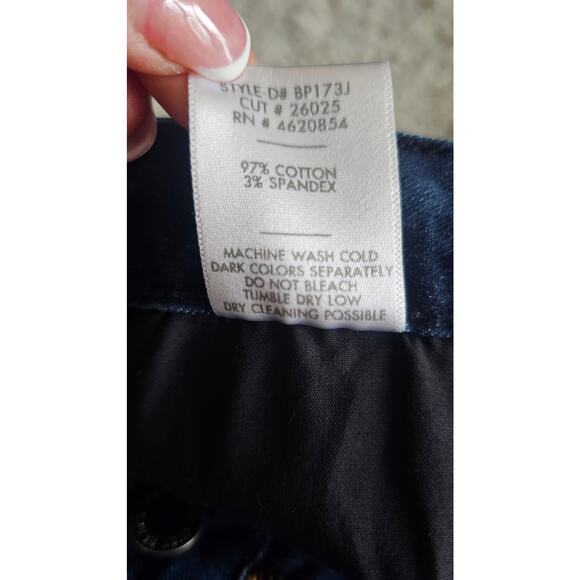 STYLE-D# BP173J
CUT # 26025
RN # 4620854
97% COTTON
3% SPANDEX
MACHINE WASH COLD
DARK COLORS SEPARATELY
DO NOT BLEACH
TUMBLE DRY LOW
DRY CLEANING POSSIBLE